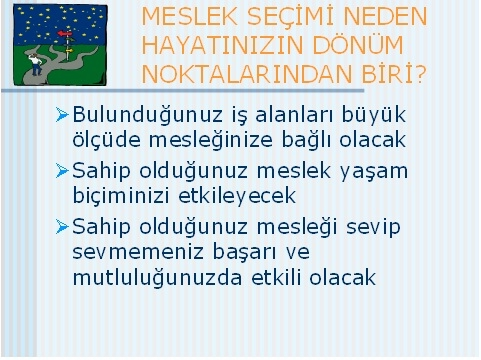 MESLEK SEÇİMİ NEDEN
HAYATINIZIN DÖNÜM
NOKTALARINDAN BİRİ?
Bulunduğunuz iş alanları büyük
ölçüde mesleğinize bağlı olacak
Sahip olduğunuz meslek yaşam
biçiminizi etkileyecek
Sahip olduğunuz mesleği sevip
sevmemeniz başarı ve
mutluluğunuzda etkili olacak